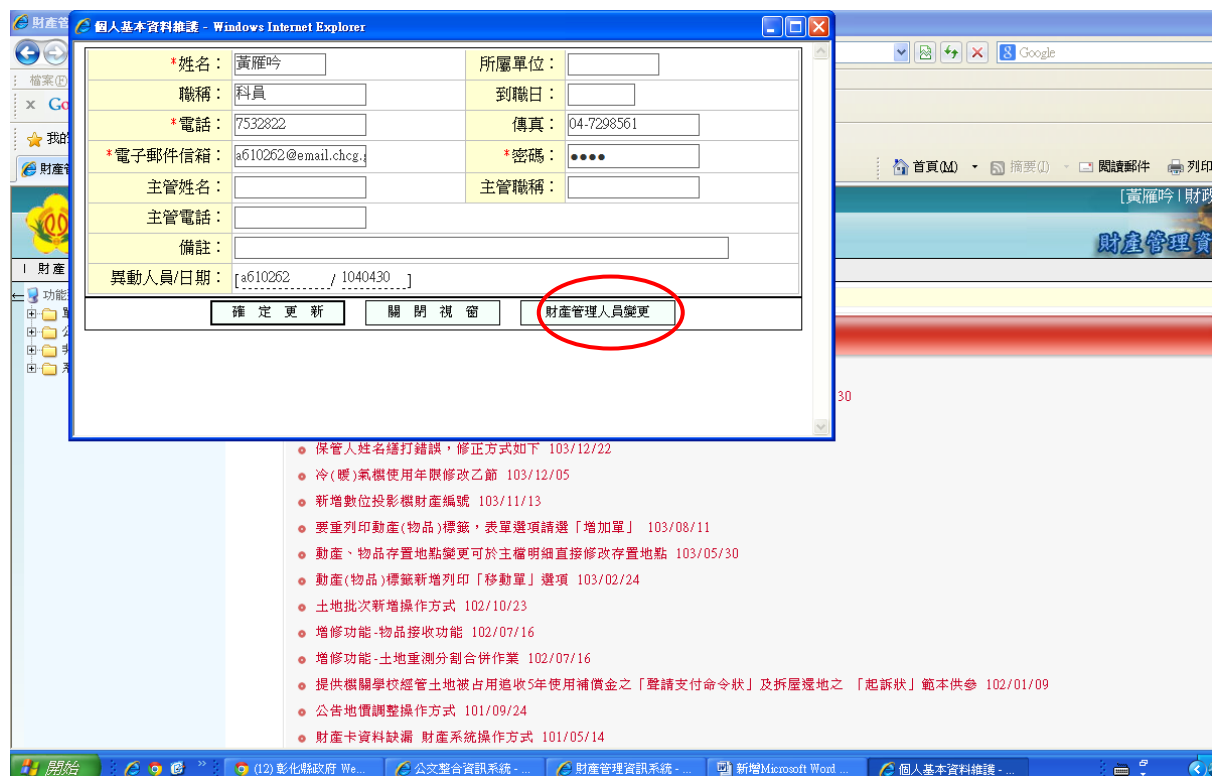 財產管
個人基本資料維護 - Windows Internet Explorer
Google
檔案(F)
x Go
我的
財產管
首頁(M) 摘要(J) 閱讀郵件 列印
*姓名： 黃雁吟 所屬單位：
職稱： 科員 到職日：
*電話： 7532822 傳真： 04-7298561
*電子郵件信箱： a610262@email.chcg.g *密碼： ●●●●
主管姓名： 主管職稱：
主管電話：
備註：
異動人員/日期： [a610262 / 1040430 ]
確 定 更 新 關 閉 視 窗 財產管理人員變更
[黃雁吟 | 財政
財產管理資
| 財產
功能
30
保管人姓名繕打錯誤，修正方式如下 103/12/22
冷(暖)氣機使用年限修改乙節 103/12/05
新增數位投影機財產編號 103/11/13
要重列印動產(物品)標籤，表單選項請選「增加單」 103/08/11
動產、物品存置地點變更可於主檔明細直接修改存置地點 103/05/30
動產(物品)標籤新增列印「移動單」選項 103/02/24
土地批次新增操作方式 102/10/23
增修功能-物品接收功能 102/07/16
增修功能-土地重測分割合併作業 102/07/16
提供機關學校經管土地被占用追收5年使用補償金之「聲請支付命令狀」及拆屋還地之 「起訴狀」範本供參 102/01/09
公告地價調整操作方式 101/09/24
財產卡資料缺漏 財產系統操作方式 101/05/14
開始 (12) 彰化縣政府 We... 公文整合資訊系統 - ... 財產管理資訊系統 - ... 新增Microsoft Word ... 個人基本資料維護 - ...